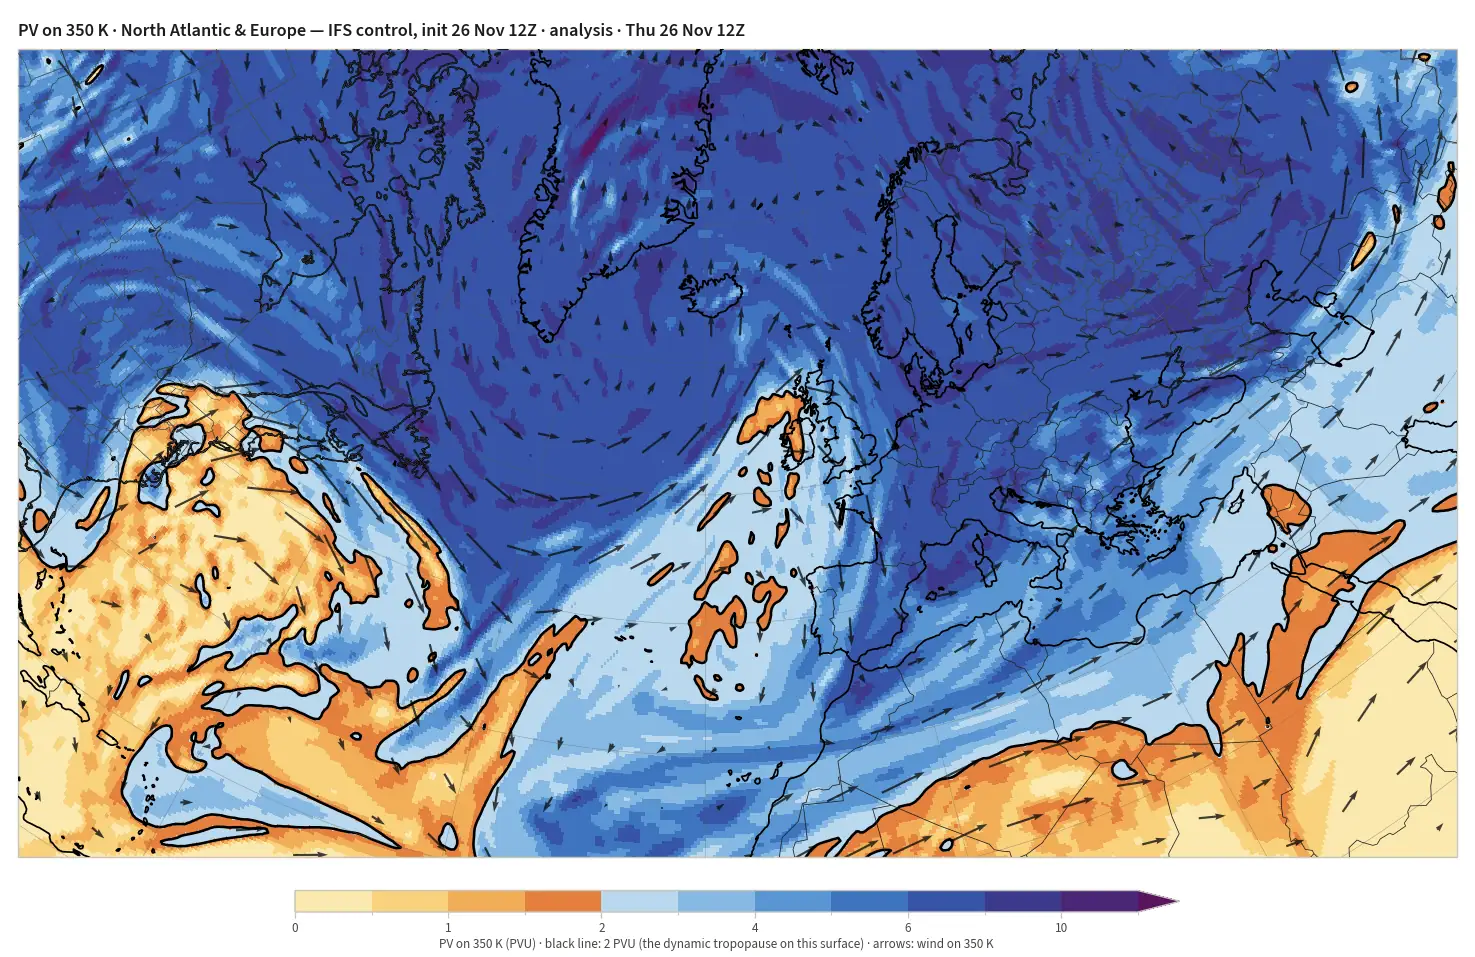 PV on 350 K · North Atlantic & Europe — IFS control, init 26 Nov 12Z · analysis · Thu 26 Nov 12Z
0 1 2 4 6 10
PV on 350 K (PVU) · black line: 2 PVU (the dynamic tropopause on this surface) · arrows: wind on 350 K